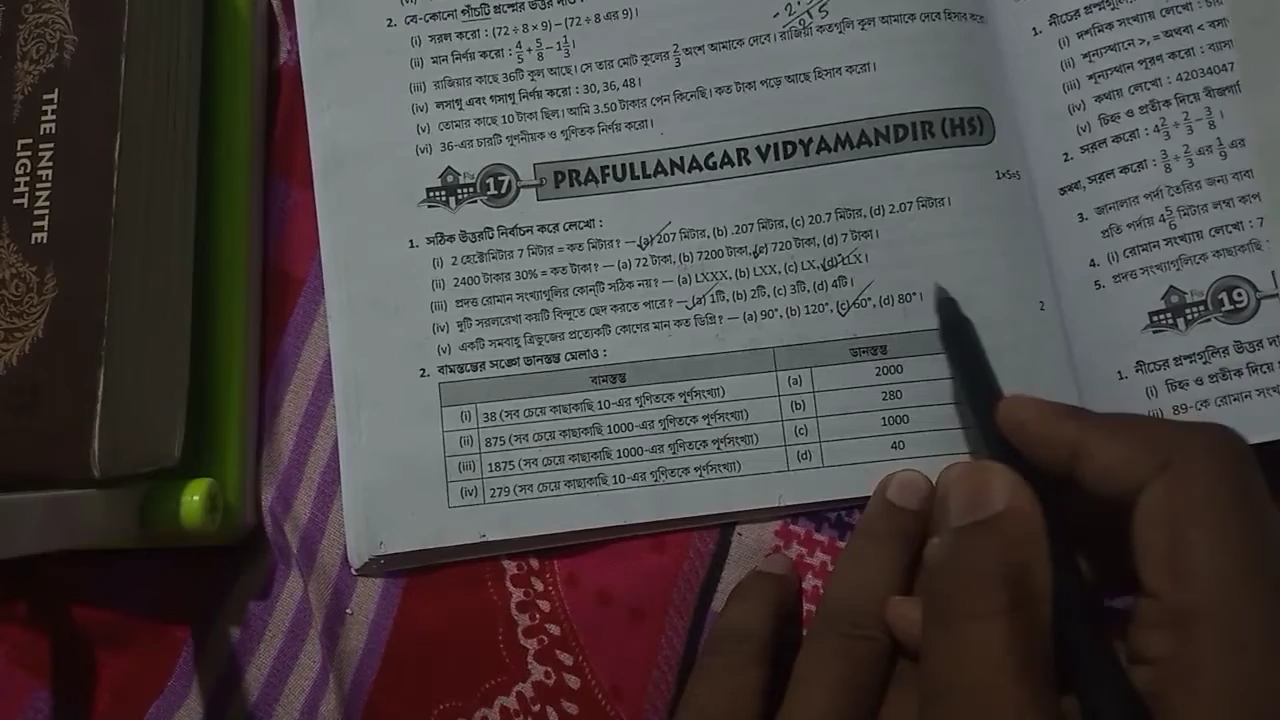 2. যে-কোনো পাঁচটি প্রশ্নের উত্তর দাও
(i) সরল করো : (72 ÷ 8 × 9) – (72 ÷ 8 এর 9)।
(ii) মান নির্ণয় করো : 4/5 + 5/8 – 1 1/3।
(iii) রাজিয়ার কাছে 36টি কুল আছে। সে তার মোট কুলের 2/3 অংশ আমাকে দেবে। রাজিয়া কতগুলি কুল আমাকে দেবে হিসাব করো
(iv) লসাগু এবং গসাগু নির্ণয় করো : 30, 36, 48।
(v) তোমার কাছে 10 টাকা ছিল। আমি 3.50 টাকার পেন কিনেছি। কত টাকা পড়ে আছে হিসাব করো।
(vi) 36-এর চারটি গুণনীয়ক ও গুণিতক নির্ণয় করো।
17 PRAFULLANAGAR VIDYAMANDIR (HS)
1. সঠিক উত্তরটি নির্বাচন করে লেখো : 1x5=5
(i) 2 হেক্টোমিটার 7 মিটার = কত মিটার? — (a) 207 মিটার, (b) .207 মিটার, (c) 20.7 মিটার, (d) 2.07 মিটার।
(ii) 2400 টাকার 30% = কত টাকা? — (a) 72 টাকা, (b) 7200 টাকা, (c) 720 টাকা, (d) 7 টাকা।
(iii) প্রদত্ত রোমান সংখ্যাগুলির কোন্‌টি সঠিক নয়? — (a) LXXX, (b) LXX, (c) LX, (d) LLX।
(iv) দুটি সরলরেখা কয়টি বিন্দুতে ছেদ করতে পারে? — (a) 1টি, (b) 2টি, (c) 3টি, (d) 4টি।
(v) একটি সমবাহু ত্রিভুজের প্রত্যেকটি কোণের মান কত ডিগ্রি? — (a) 90°, (b) 120°, (c) 60°, (d) 80°।
2. বামস্তম্ভের সঙ্গে ডানস্তম্ভ মেলাও : 2
বামস্তম্ভ ডানস্তম্ভ
(i) 38 (সব চেয়ে কাছাকাছি 10-এর গুণিতকে পূর্ণসংখ্যা) (a) 2000
(ii) 875 (সব চেয়ে কাছাকাছি 1000-এর গুণিতকে পূর্ণসংখ্যা) (b) 280
(iii) 1875 (সব চেয়ে কাছাকাছি 1000-এর গুণিতকে পূর্ণসংখ্যা) (c) 1000
(iv) 279 (সব চেয়ে কাছাকাছি 10-এর গুণিতকে পূর্ণসংখ্যা) (d) 40
1. নীচের প্রশ্নগুলি
(i) দশমিক সংখ্যায় লেখো :
(ii) শূন্যস্থানে >, = অথবা < বসা
(iii) শূন্যস্থান পূরণ করো :
(iv) কথায় লেখো : 42034047
(v) চিহ্ন ও প্রতীক দিয়ে বীজগা
2. সরল করো : 4 2/3 ÷ 2/3 – 3/8।
অথবা, সরল করো : 3/8 ÷ 2/3 এর 1/9 এর
3. জানালার পর্দা তৈরির জন্য বাবা
প্রতি পর্দায় 4 5/6 মিটার লম্বা কাপ
4. (i) রোমান সংখ্যায় লেখো : 7
5. প্রদত্ত সংখ্যাগুলিকে কাছাকাছি :
19
1. নীচের প্রশ্নগুলির উত্তর দা
(i) চিহ্ন ও প্রতীক দিয়ে
(ii) 89-কে রোমান সংখ
THE INFINITE
LIGHT